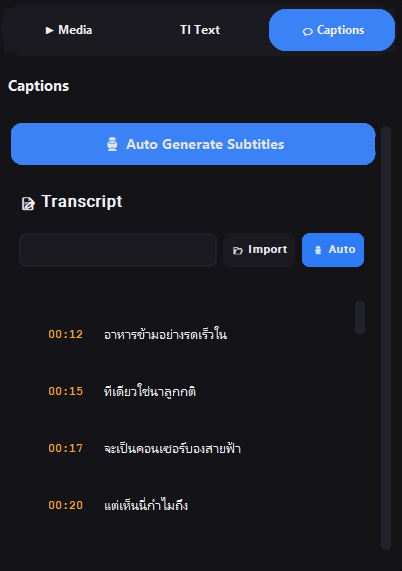 Media
TI Text
Captions
Captions
Auto Generate Subtitles
Transcript
Import
Auto
00:12 อาหารข้ามอย่างรดเร็วใน
00:15 ทีเดียวใช่นาลูกกติ
00:17 จะเป็นคอนเซอร์บองสายฟ้า
00:20 แต่เห็นนี่กำไมถึง